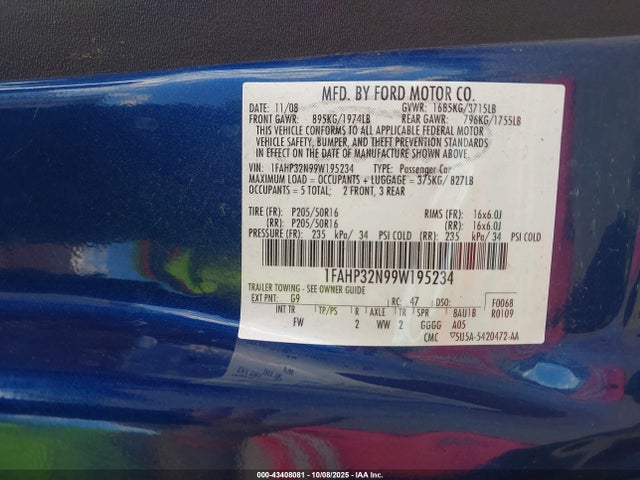 MFD. BY FORD MOTOR CO.
DATE: 11/08 GVWR: 1685KG/3715LB
FRONT GAWR: 895KG/1974LB REAR GAWR: 796KG/1755LB
THIS VEHICLE CONFORMS TO ALL APPLICABLE FEDERAL MOTOR
VEHICLE SAFETY, BUMPER, AND THEFT PREVENTION STANDARDS
IN EFFECT ON THE DATE OF MANUFACTURE SHOWN ABOVE.
VIN: 1FAHP32N99W195234 TYPE: Passenger Car
MAXIMUM LOAD = OCCUPANTS + LUGGAGE = 375KG/ 827LB
OCCUPANTS = 5 TOTAL: 2 FRONT, 3 REAR
TIRE (FR): P205/50R16 RIMS (FR): 16x6.0J
(RR): P205/50R16 (RR): 16x6.0J
PRESSURE (FR): 235 kPa/ 34 PSI COLD (RR): 235 kPa/ 34 PSI COLD
1FAHP32N99W195234
TRAILER TOWING - SEE OWNER GUIDE
EXT PNT: G9 RC: 47 DSO: F0068
INT TR TP/PS R AXLE TR SPR BAU1B R0109
FW 2 WW 2 GGGG A05
CMC 5U5A-5420472-AA
000-43408081 | 10/08/2025 | IAA Inc.